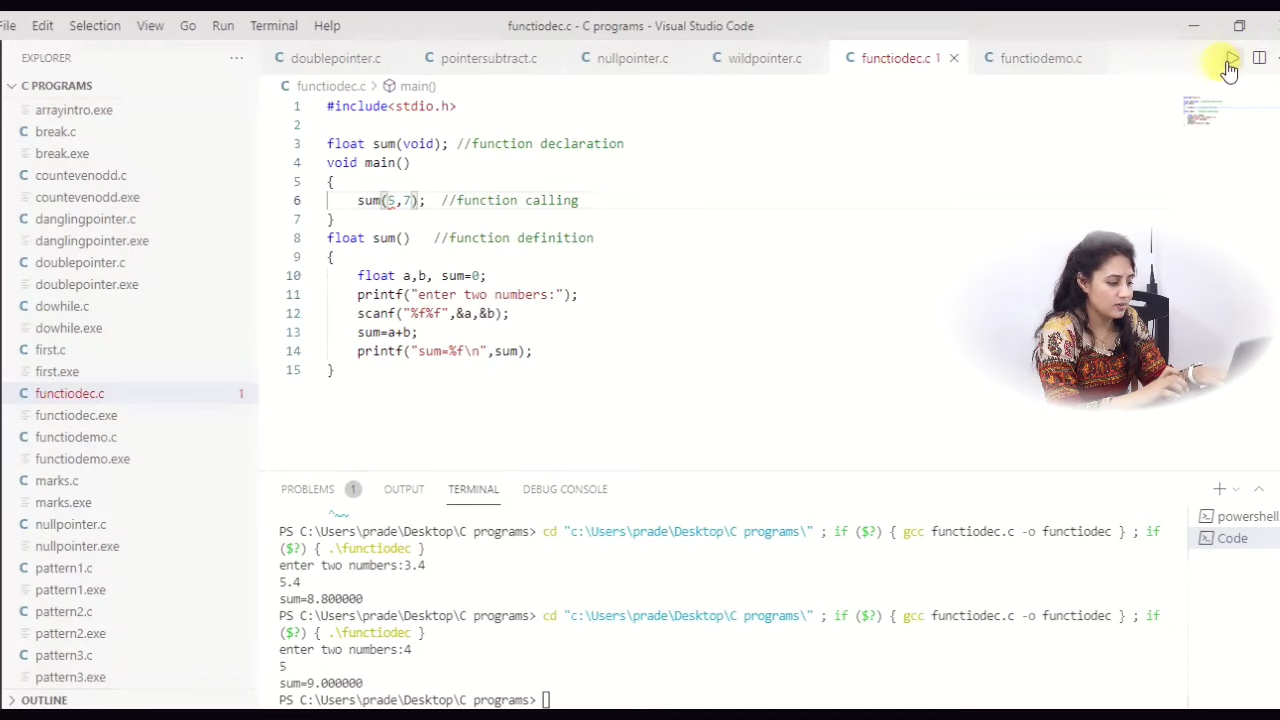 File Edit Selection View Go Run Terminal Help functiodec.c - C programs - Visual Studio Code
EXPLORER
C PROGRAMS
arrayintro.exe
C break.c
break.exe
C countevenodd.c
countevenodd.exe
C danglingpointer.c
danglingpointer.exe
C doublepointer.c
doublepointer.exe
C dowhile.c
dowhile.exe
C first.c
first.exe
C functiodec.c 1
functiodec.exe
C functiodemo.c
functiodemo.exe
C marks.c
marks.exe
C nullpointer.c
nullpointer.exe
C pattern1.c
pattern1.exe
C pattern2.c
pattern2.exe
C pattern3.c
pattern3.exe
OUTLINE
C doublepointer.c C pointersubtract.c C nullpointer.c C wildpointer.c C functiodec.c 1 C functiodemo.c
C functiodec.c > main()
1 #include<stdio.h>
2
3 float sum(void); //function declaration
4 void main()
5 {
6 sum(5,7); //function calling
7 }
8 float sum() //function definition
9 {
10 float a,b, sum=0;
11 printf("enter two numbers:");
12 scanf("%f%f",&a,&b);
13 sum=a+b;
14 printf("sum=%f\n",sum);
15 }
PROBLEMS 1 OUTPUT TERMINAL DEBUG CONSOLE
^~~
PS C:\Users\prade\Desktop\C programs> cd "c:\Users\prade\Desktop\C programs\" ; if ($?) { gcc functiodec.c -o functiodec } ; if
($?) { .\functiodec }
enter two numbers:3.4
5.4
sum=8.800000
PS C:\Users\prade\Desktop\C programs> cd "c:\Users\prade\Desktop\C programs\" ; if ($?) { gcc functiodec.c -o functiodec } ; if
($?) { .\functiodec }
enter two numbers:4
5
sum=9.000000
PS C:\Users\prade\Desktop\C programs>
powershell
Code